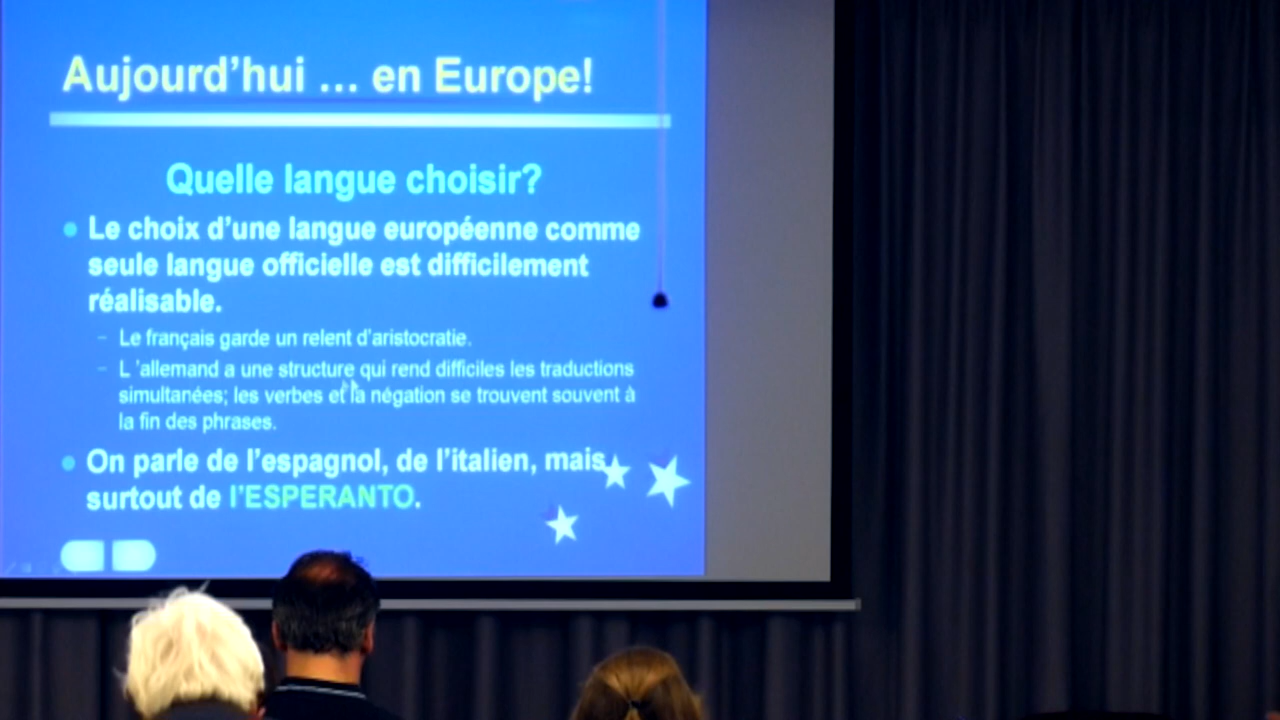 Aujourd’hui ... en Europe!
Quelle langue choisir?
• Le choix d’une langue européenne comme
seule langue officielle est difficilement
réalisable.
– Le français garde un relent d’aristocratie.
– L ’allemand a une structure qui rend difficiles les traductions
simultanées; les verbes et la négation se trouvent souvent à
la fin des phrases.
• On parle de l’espagnol, de l’italien, mais
surtout de l’ESPERANTO.